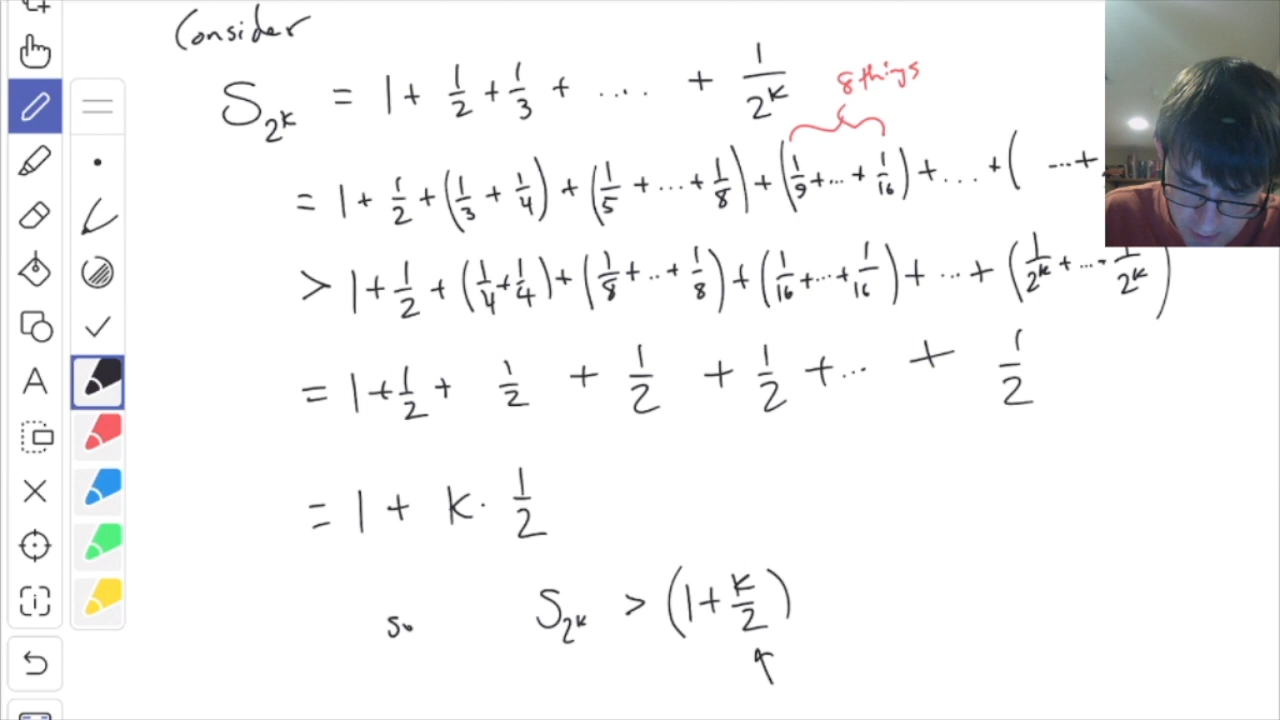 Consider
S_{2^k} = 1 + 1/2 + 1/3 + .... + 1/2^k
8 things
= 1 + 1/2 + (1/3 + 1/4) + (1/5 + ... + 1/8) + (1/9 + ... + 1/16) + ... + ( ... +
> 1 + 1/2 + (1/4 + 1/4) + (1/8 + .. + 1/8) + (1/16 + ... + 1/16) + ... + (1/2^k + ... 1/2^k)
= 1 + 1/2 + 1/2 + 1/2 + 1/2 + ... + 1/2
= 1 + k · 1/2
so S_{2^k} > (1 + k/2)
A